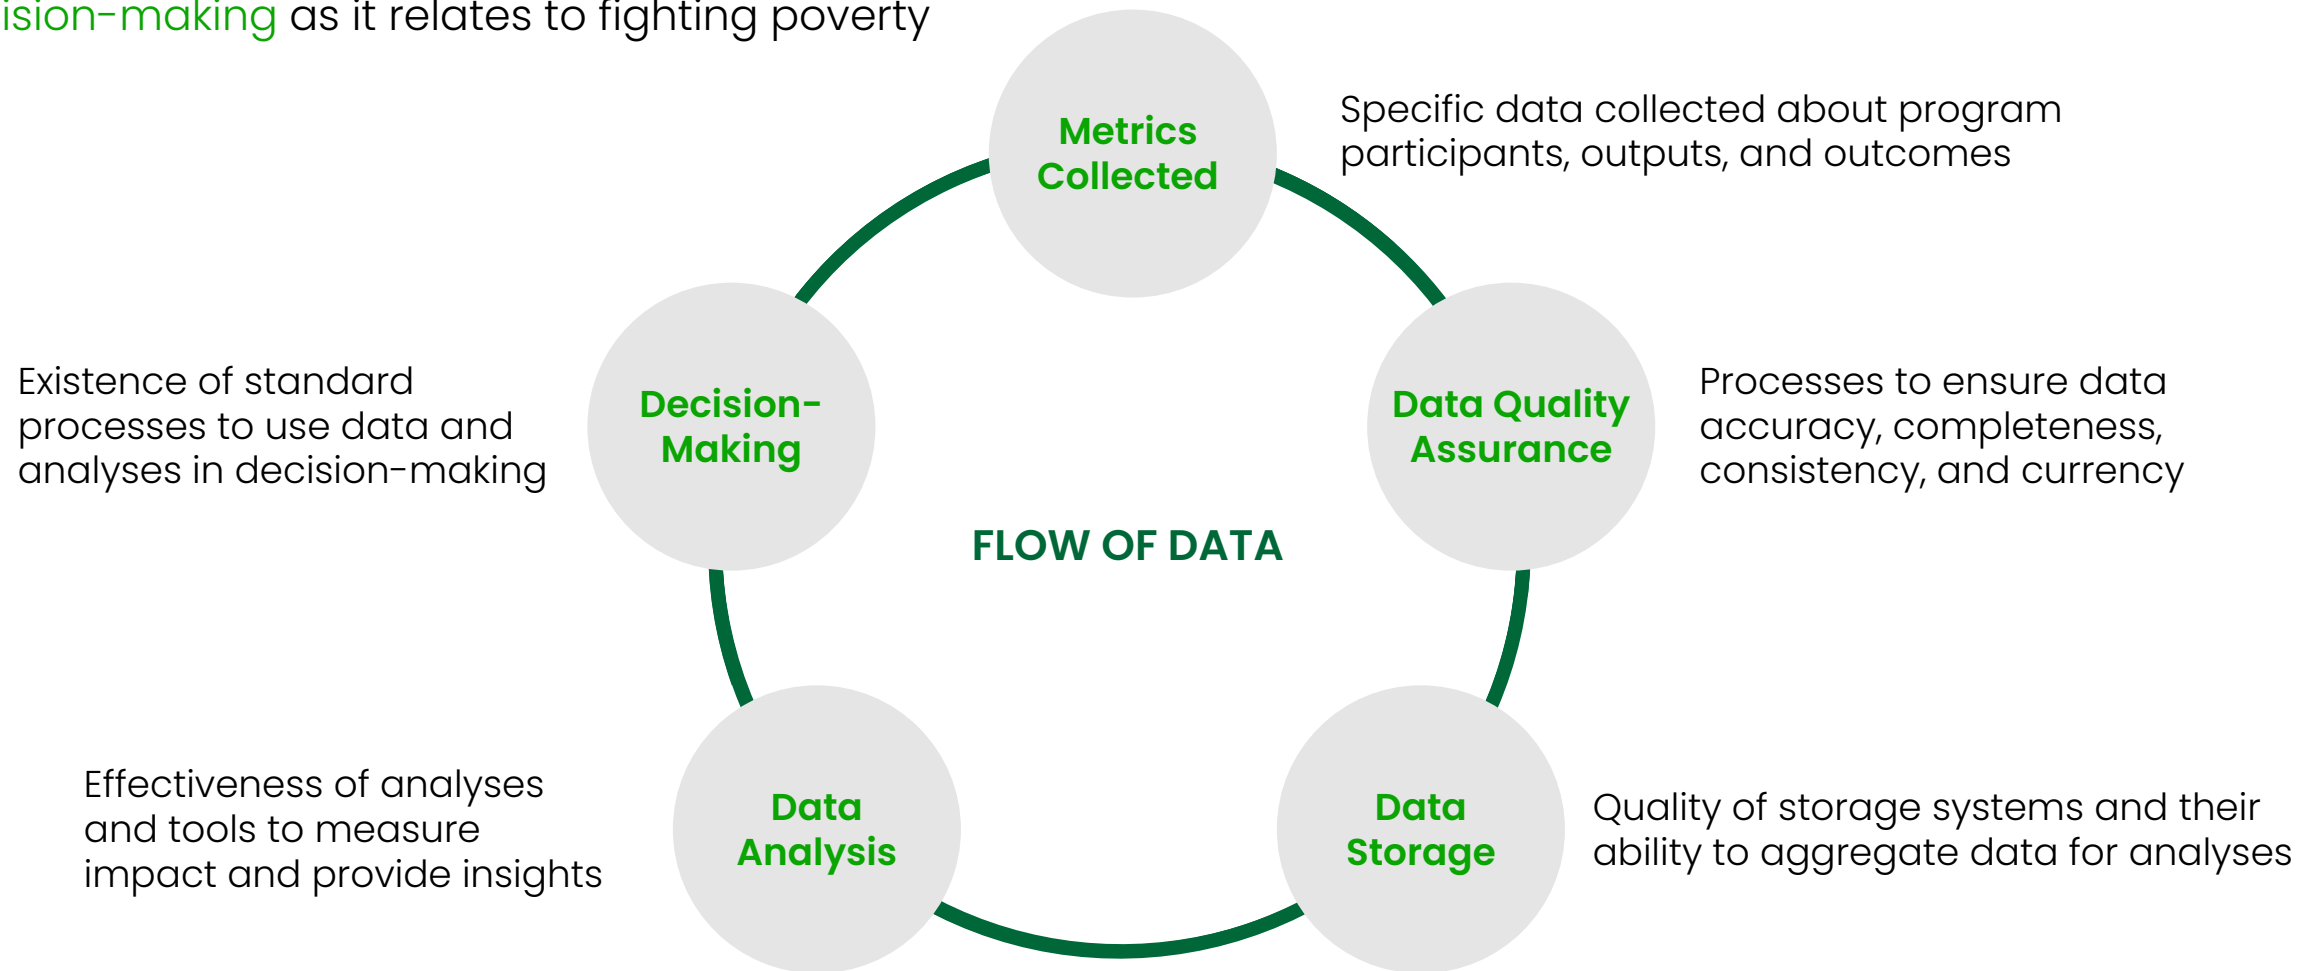 ision-making as it relates to fighting poverty
Metrics
Collected
Specific data collected about program
participants, outputs, and outcomes
Decision-
Making
Existence of standard
processes to use data and
analyses in decision-making
Data Quality
Assurance
Processes to ensure data
accuracy, completeness,
consistency, and currency
FLOW OF DATA
Data
Analysis
Effectiveness of analyses
and tools to measure
impact and provide insights
Data
Storage
Quality of storage systems and their
ability to aggregate data for analyses